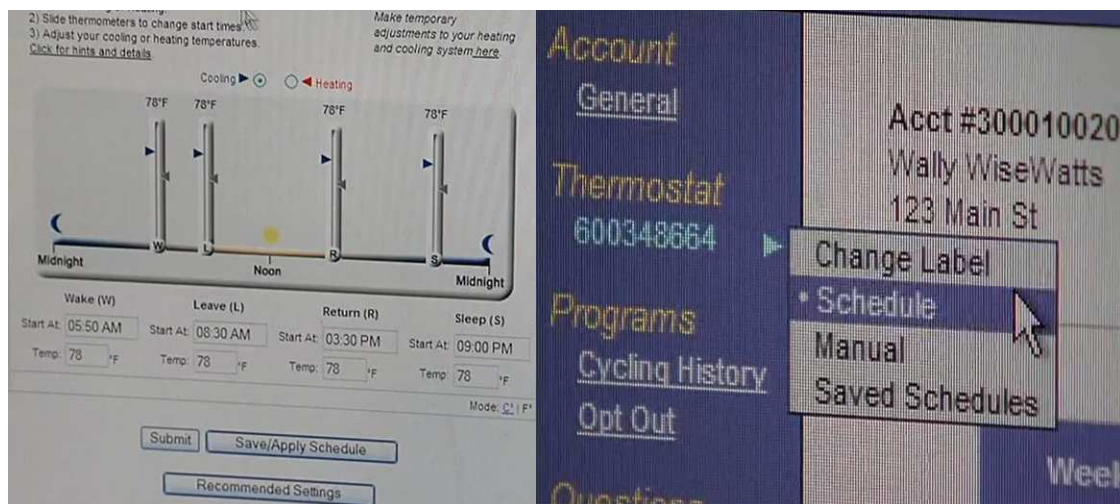 2) Slide thermometers to change start times.
3) Adjust your cooling or heating temperatures.
Click for hints and details
Make temporary
adjustments to your heating
and cooling system here.
Cooling Heating
78°F 78°F 78°F 78°F
W L R S
Midnight Noon Midnight
Wake (W) Leave (L) Return (R) Sleep (S)
Start At: 05:50 AM Start At: 08:30 AM Start At: 03:30 PM Start At: 09:00 PM
Temp: 78 °F Temp: 78 °F Temp: 78 °F Temp: 78 °F
Mode: C° | F°
Submit Save/Apply Schedule
Recommended Settings
Account
General
Thermostat
600348664
Programs
Cycling History
Opt Out
Questions
Acct #300010020
Wally WiseWatts
123 Main St
Change Label
• Schedule
Manual
Saved Schedules